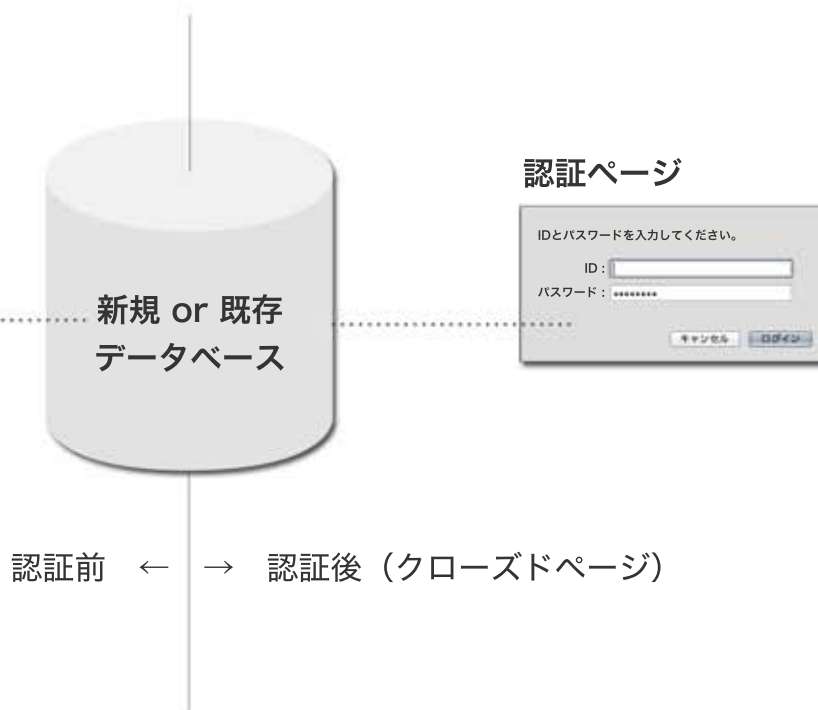 認証ページ
IDとパスワードを入力してください。
ID :
パスワード : ••••••••
キャンセル ログイン
新規 or 既存
データベース
認証前 ← → 認証後（クローズドページ）